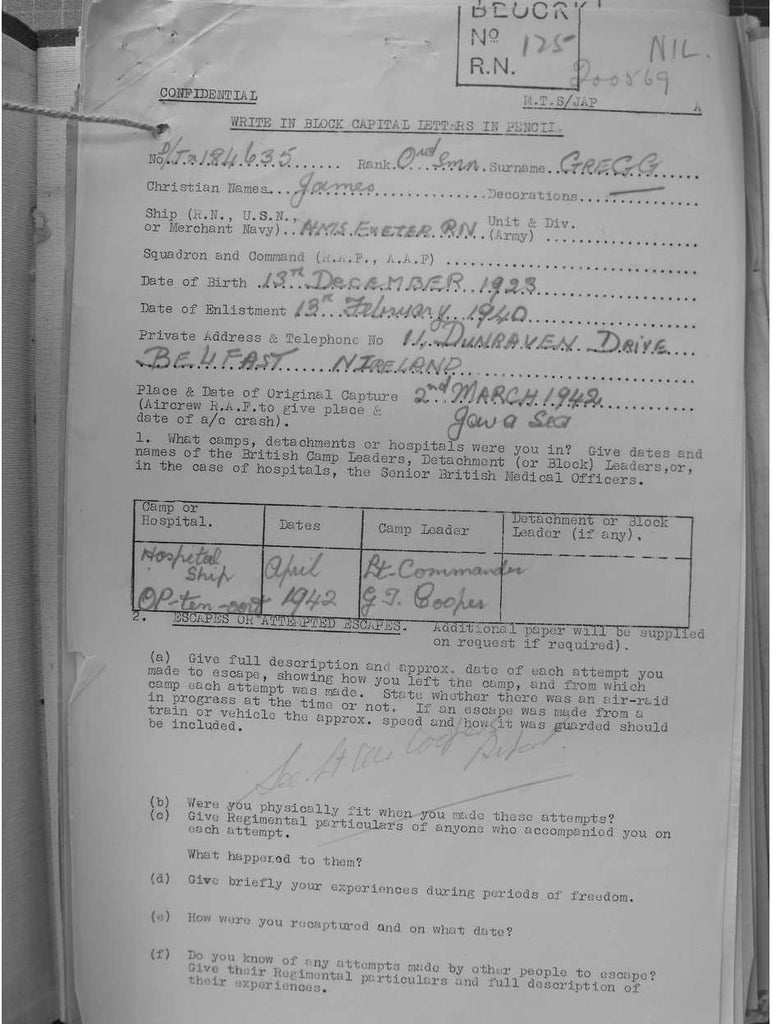 No 125
R.N.
NIL.
200569
CONFIDENTIAL
M.T.S/JAP A
WRITE IN BLOCK CAPITAL LETTERS IN PENCIL.
No. D/JX184635 Rank Ord Smn Surname GREGG
Christian Names James Decorations —
Ship (R.N., U.S.N., Unit & Div.
or Merchant Navy) HMS. EXETER RN (Army)
Squadron and Command (R.A.F., A.A.F)
Date of Birth 13th DECEMBER 1923
Date of Enlistment 13th February 1940
Private Address & Telephone No 11, DUNRAVEN DRIVE
BELFAST N IRELAND
Place & Date of Original Capture 2nd MARCH 1942
(Aircrew R.A.F. to give place & Java Sea
date of a/c crash).
1. What camps, detachments or hospitals were you in? Give dates and
names of the British Camp Leaders, Detachment (or Block) Leaders, or,
in the case of hospitals, the Senior British Medical Officers.
Camp or Hospital. Dates Camp Leader Detachment or Block Leader (if any).
Hospetal Ship April Lt-Commander
OP-ten-oort 1942 G T. Cooper
2. ESCAPES OR ATTEMPTED ESCAPES. Additional paper will be supplied
on request if required).
(a) Give full description and approx. date of each attempt you
made to escape, showing how you left the camp, and from which
camp each attempt was made. State whether there was an air-raid
in progress at the time or not. If an escape was made from a
train or vehicle the approx. speed and how it was guarded should
be included.
See Lt Cdr Cooper
(b) Were you physically fit when you made these attempts?
(c) Give Regimental particulars of anyone who accompanied you on
each attempt.
What happened to them?
(d) Give briefly your experiences during periods of freedom.
(e) How were you recaptured and on what date?
(f) Do you know of any attempts made by other people to escape?
Give their Regimental particulars and full description of
their experiences.